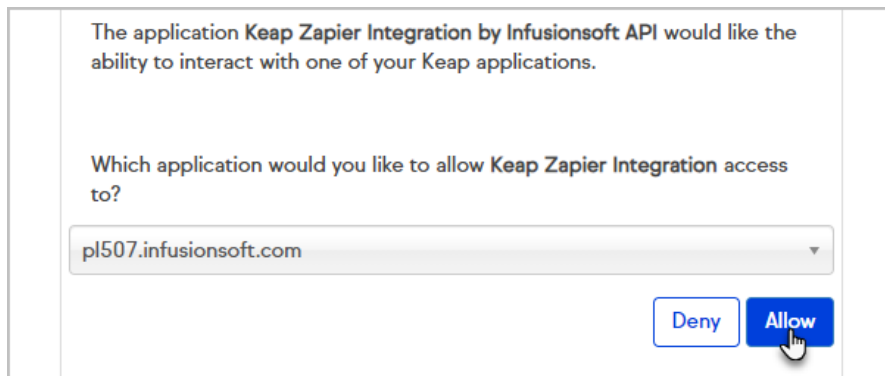 The application Keap Zapier Integration by Infusionsoft API would like the
ability to interact with one of your Keap applications.
Which application would you like to allow Keap Zapier Integration access
to?
pl507.infusionsoft.com
Deny
Allow